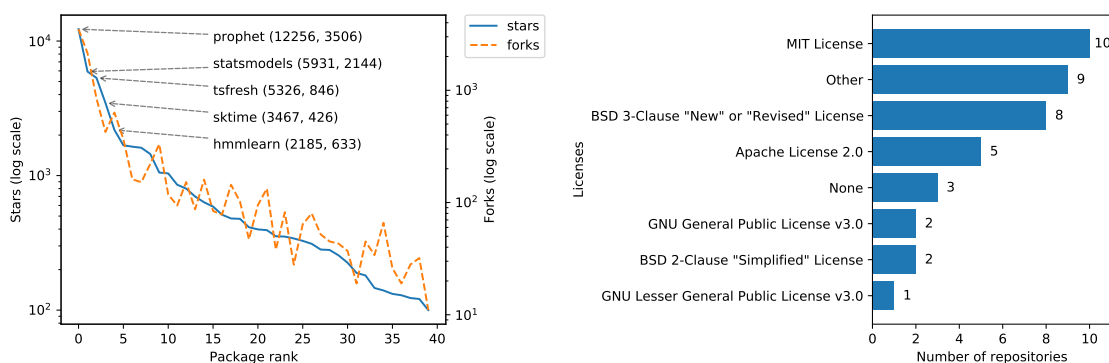 stars
forks
prophet (12256, 3506)
statsmodels (5931, 2144)
tsfresh (5326, 846)
sktime (3467, 426)
hmmlearn (2185, 633)
10⁴
10³
10²
Stars (log scale)
10³
10²
10¹
Forks (log scale)
0 5 10 15 20 25 30 35 40
Package rank
Licenses
MIT License 10
Other 9
BSD 3-Clause "New" or "Revised" License 8
Apache License 2.0 5
None 3
GNU General Public License v3.0 2
BSD 2-Clause "Simplified" License 2
GNU Lesser General Public License v3.0 1
0 2 4 6 8 10
Number of repositories